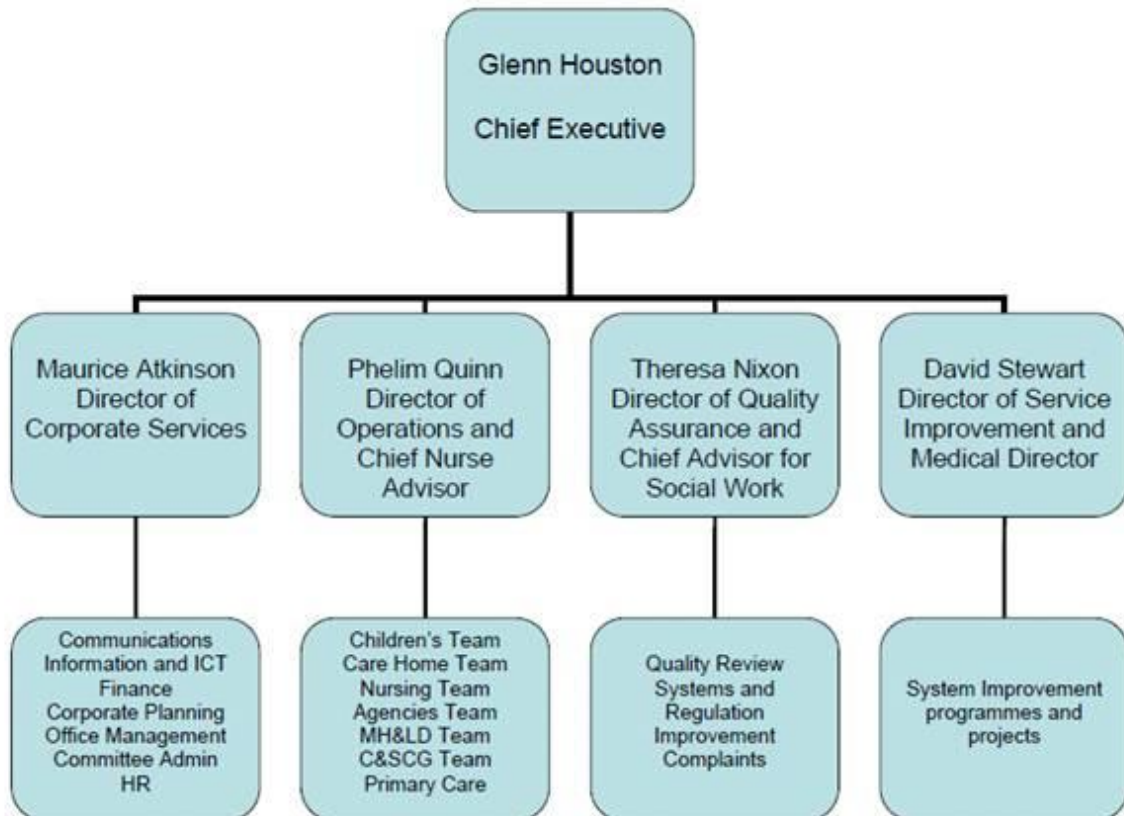 Glenn Houston
Chief Executive
Maurice Atkinson
Director of
Corporate Services
Phelim Quinn
Director of
Operations and
Chief Nurse
Advisor
Theresa Nixon
Director of Quality
Assurance and
Chief Advisor for
Social Work
David Stewart
Director of Service
Improvement and
Medical Director
Communications
Information and ICT
Finance
Corporate Planning
Office Management
Committee Admin
HR
Children's Team
Care Home Team
Nursing Team
Agencies Team
MH&LD Team
C&SCG Team
Primary Care
Quality Review
Systems and
Regulation
Improvement
Complaints
System Improvement
programmes and
projects